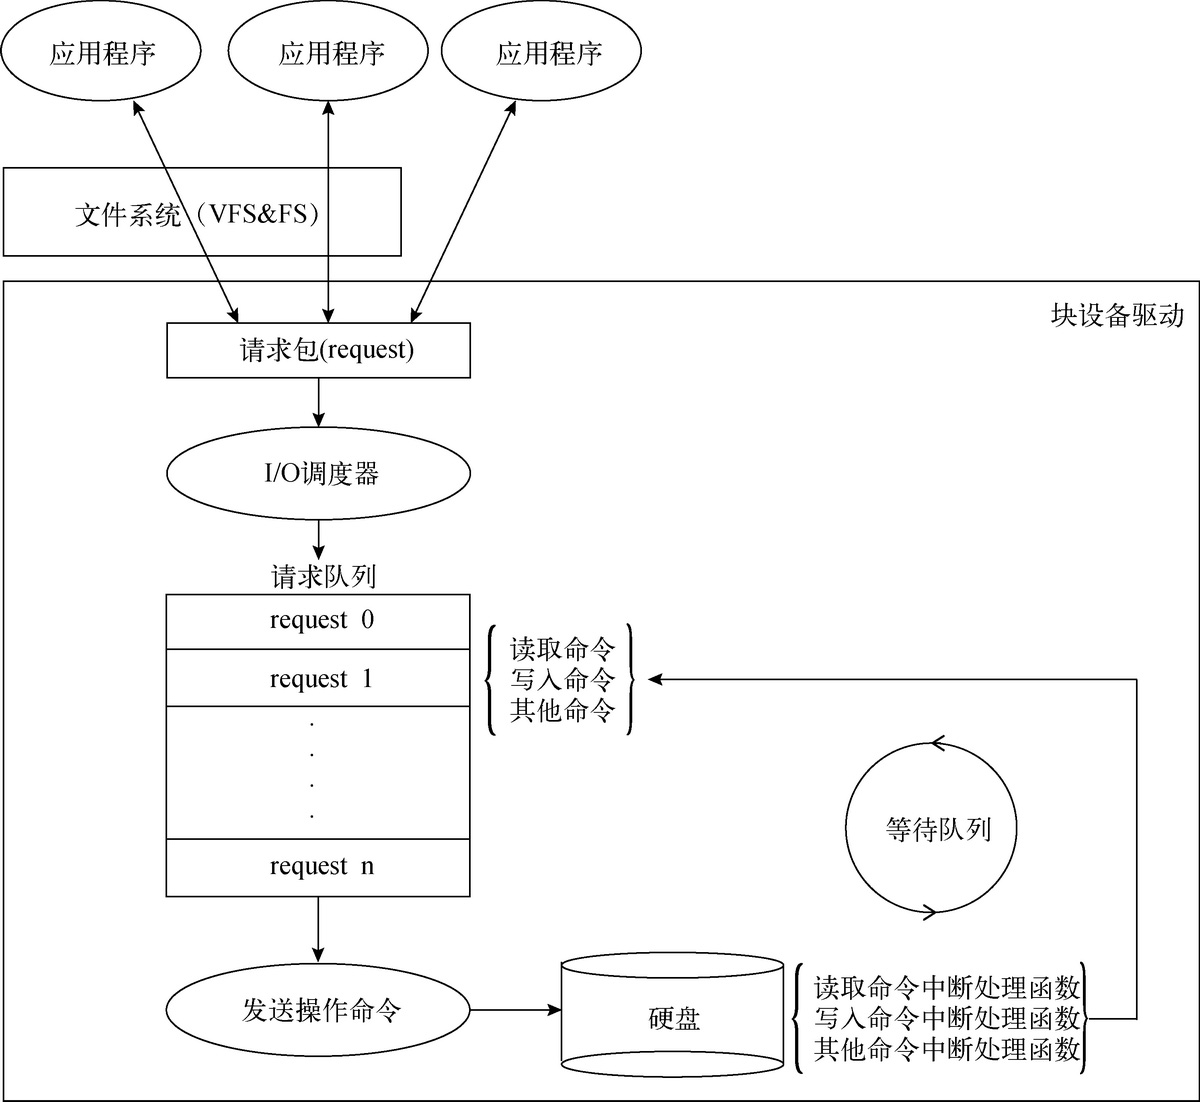 应用程序
应用程序
应用程序
文件系统（VFS&FS）
块设备驱动
请求包(request)
I/O调度器
请求队列
request 0
request 1
.
.
.
.
request n
读取命令
写入命令
其他命令
等待队列
发送操作命令
硬盘
读取命令中断处理函数
写入命令中断处理函数
其他命令中断处理函数